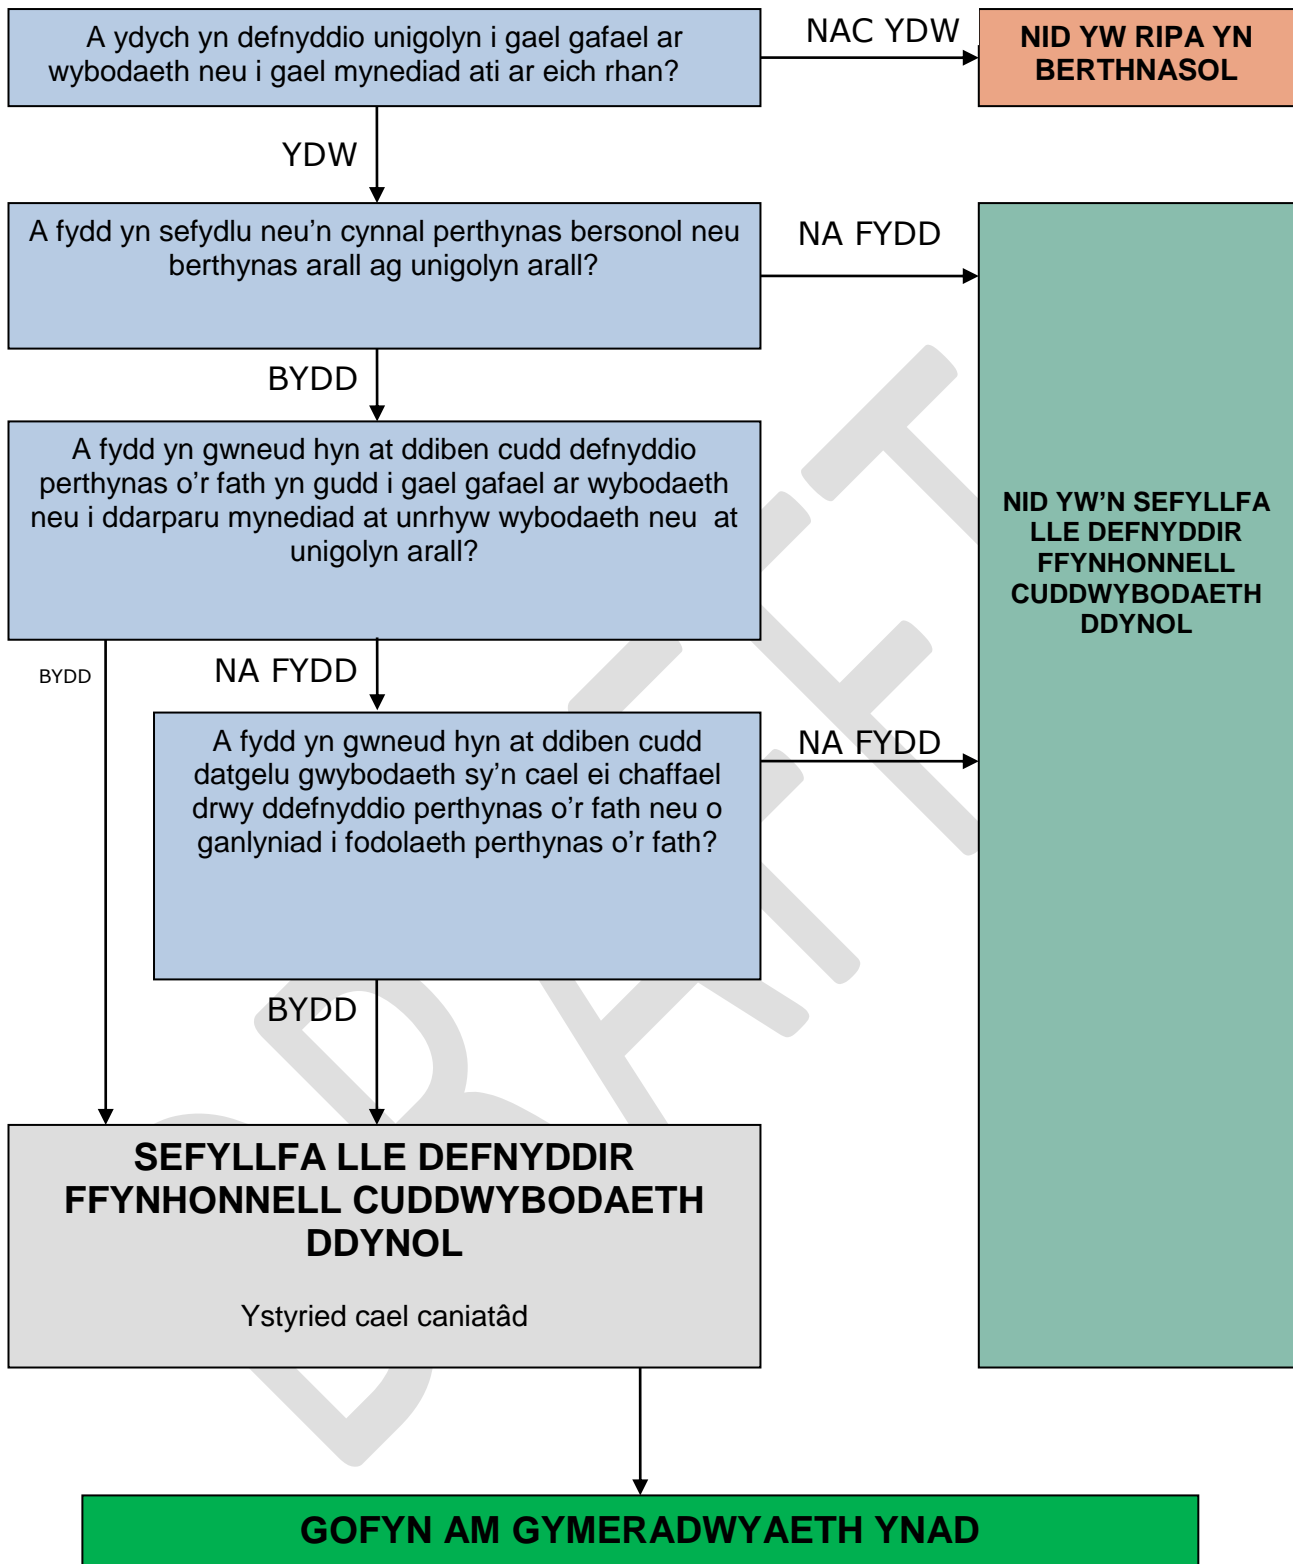 A ydych yn defnyddio unigolyn i gael gafael ar
wybodaeth neu i gael mynediad ati ar eich rhan?
NAC YDW
NID YW RIPA YN
BERTHNASOL
YDW
A fydd yn sefydlu neu’n cynnal perthynas bersonol neu
berthynas arall ag unigolyn arall?
NA FYDD
BYDD
A fydd yn gwneud hyn at ddiben cudd defnyddio
perthynas o’r fath yn gudd i gael gafael ar wybodaeth
neu i ddarparu mynediad at unrhyw wybodaeth neu at
unigolyn arall?
NID YW’N SEFYLLFA
LLE DEFNYDDIR
FFYNHONNELL
CUDDWYBODAETH
DDYNOL
BYDD
NA FYDD
A fydd yn gwneud hyn at ddiben cudd
datgelu gwybodaeth sy’n cael ei chaffael
drwy ddefnyddio perthynas o’r fath neu o
ganlyniad i fodolaeth perthynas o’r fath?
NA FYDD
BYDD
SEFYLLFA LLE DEFNYDDIR
FFYNHONNELL CUDDWYBODAETH
DDYNOL
Ystyried cael caniatâd
GOFYN AM GYMERADWYAETH YNAD
DRAFFT